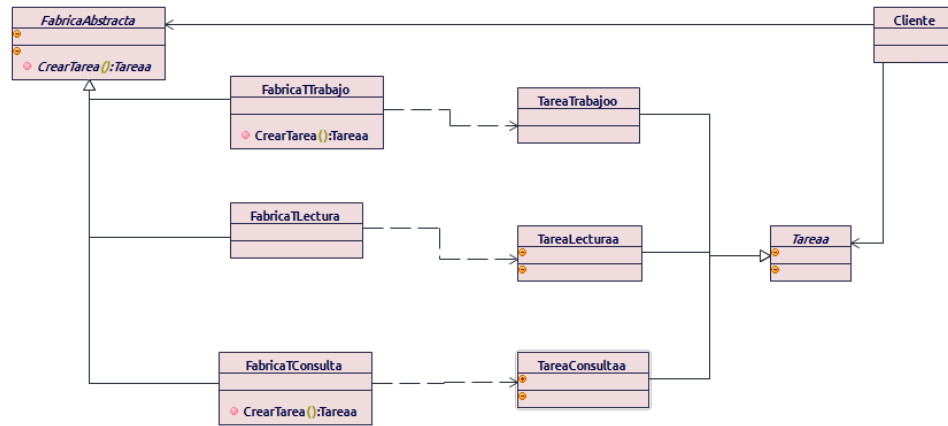 FabricaAbstracta
CrearTarea():Tareaa
Cliente
FabricaTTrabajo
CrearTarea():Tareaa
TareaTrabajoo
FabricaTLectura
TareaLecturaa
Tareaa
FabricaTConsulta
CrearTarea():Tareaa
TareaConsultaa